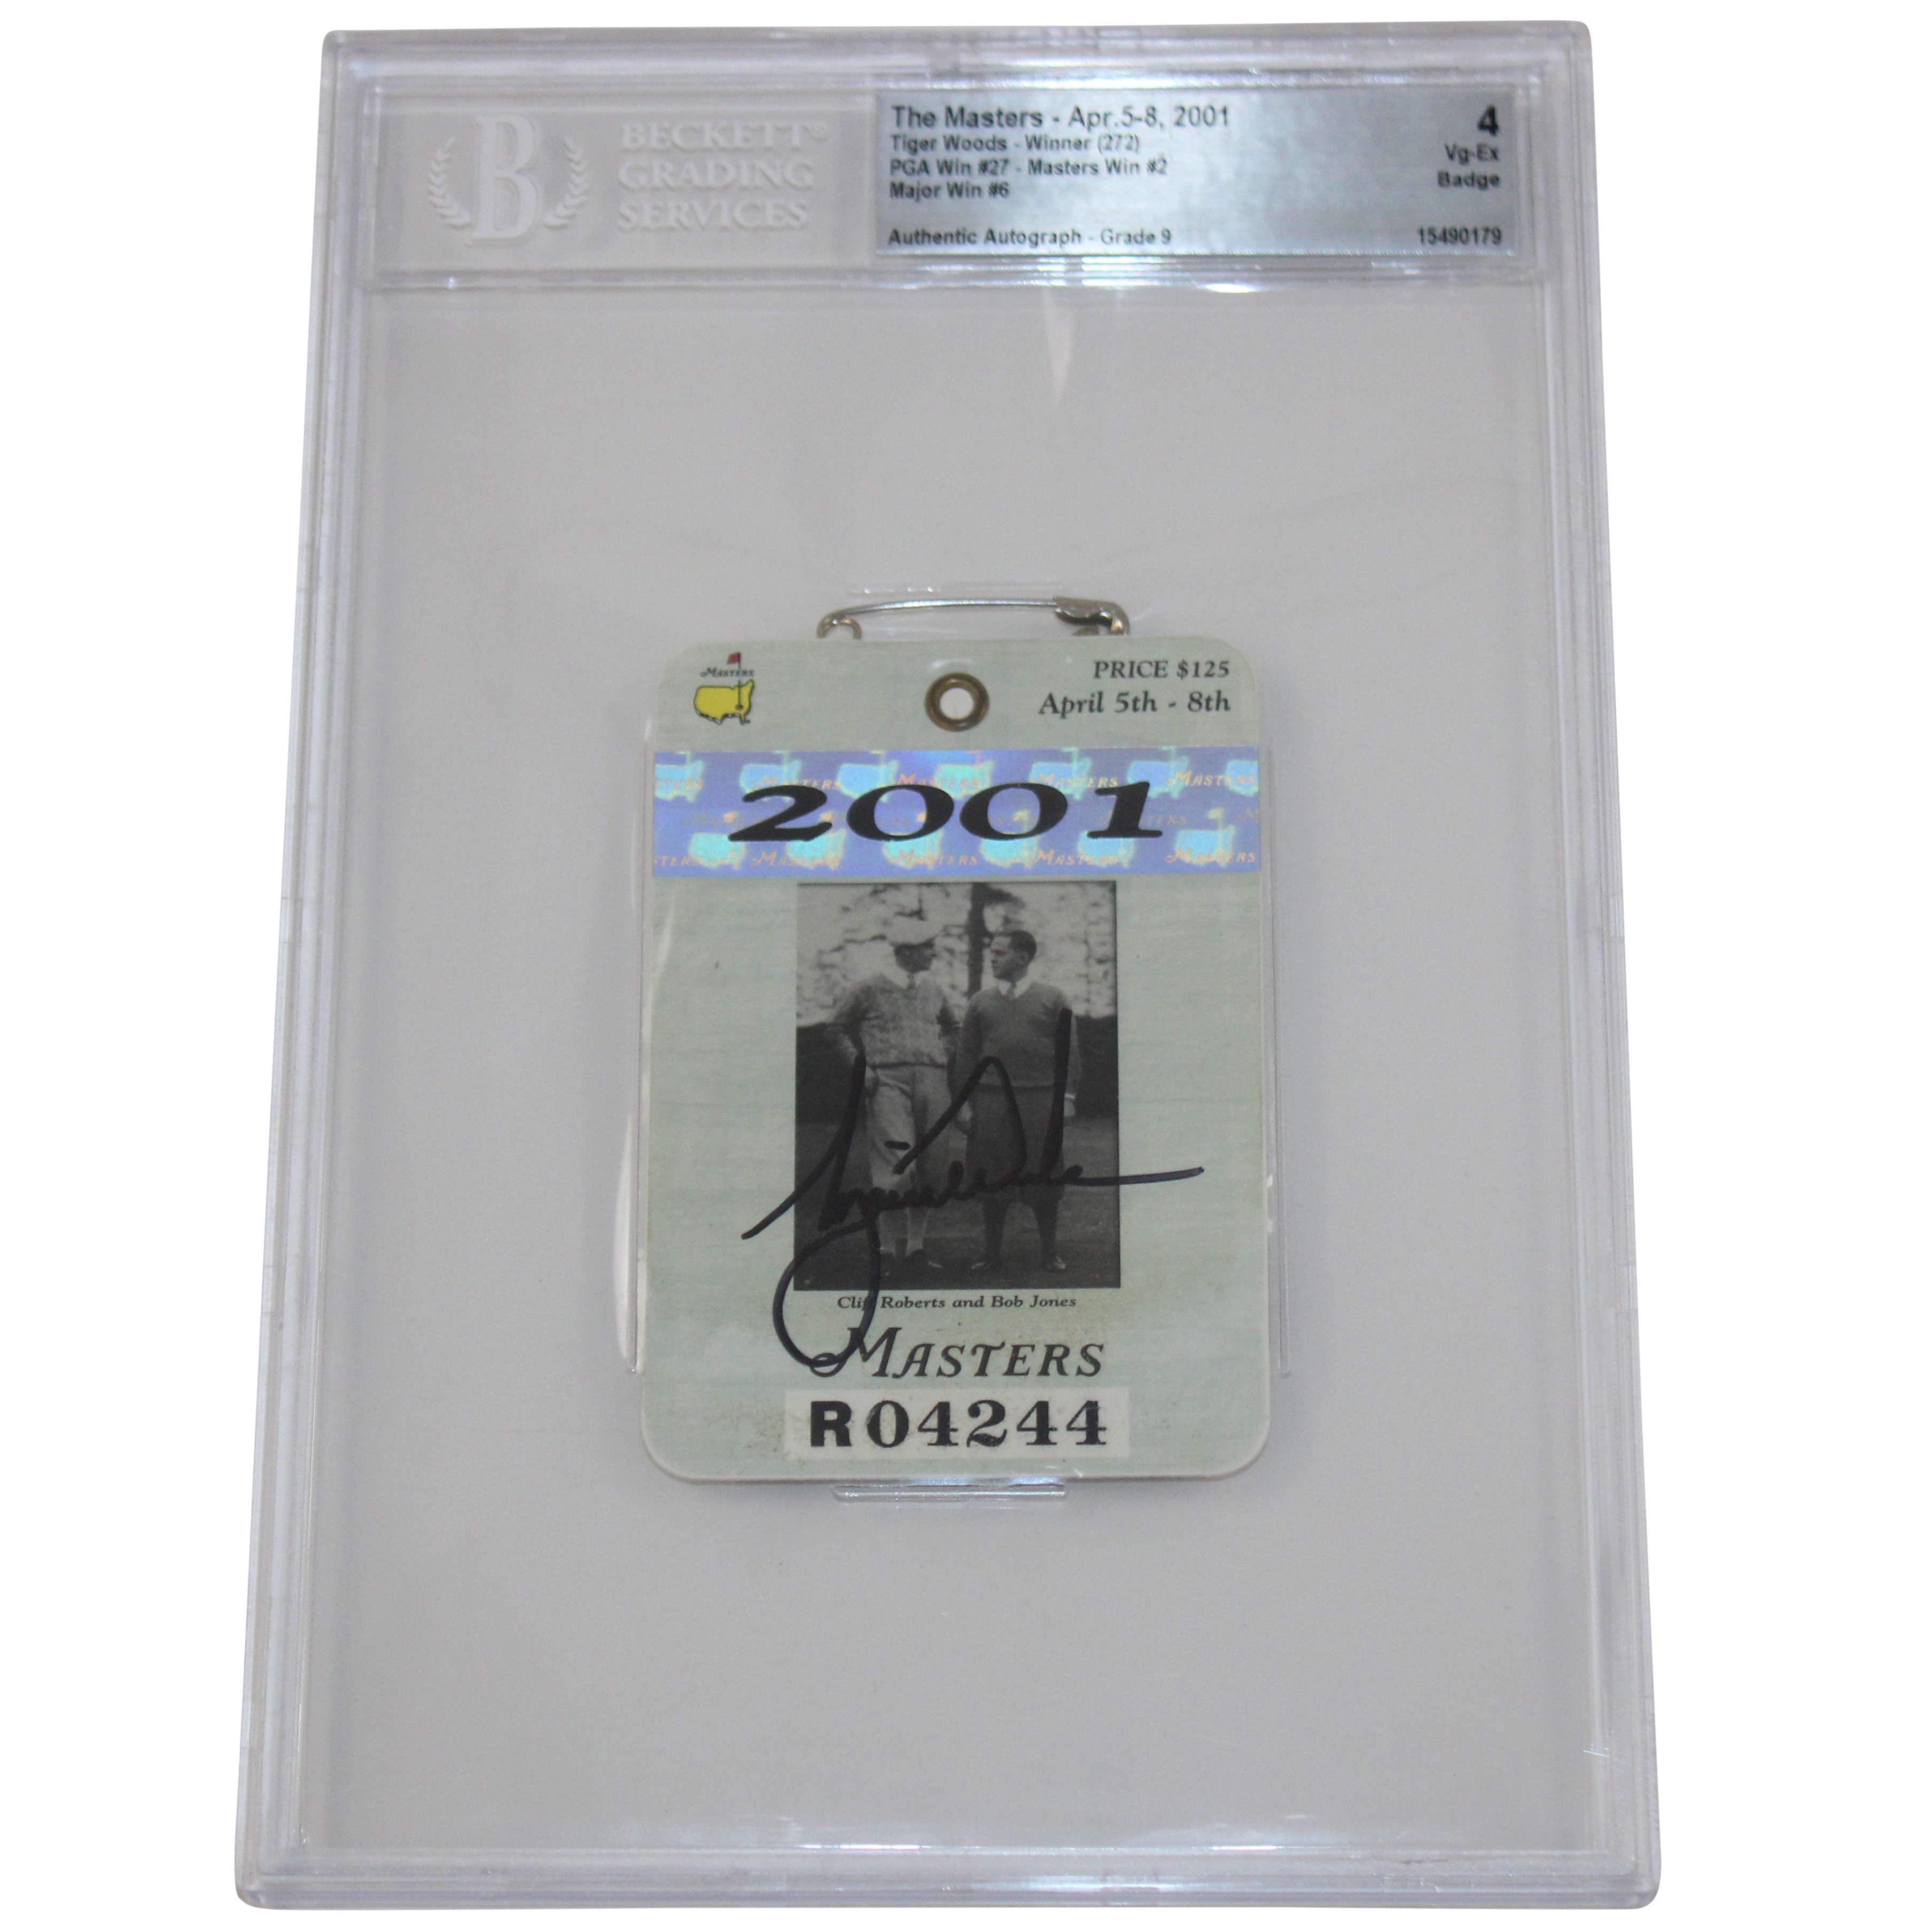 BECKETT®
GRADING
SERVICES
B
The Masters - Apr.5-8, 2001
Tiger Woods - Winner (272)
PGA Win #27 - Masters Win #2
Major Win #6
Authentic Autograph - Grade 9
4
Vg-Ex
Badge
15490179
MASTERS
PRICE $125
April 5th - 8th
2001
Cliff Roberts and Bob Jones
MASTERS
R04244